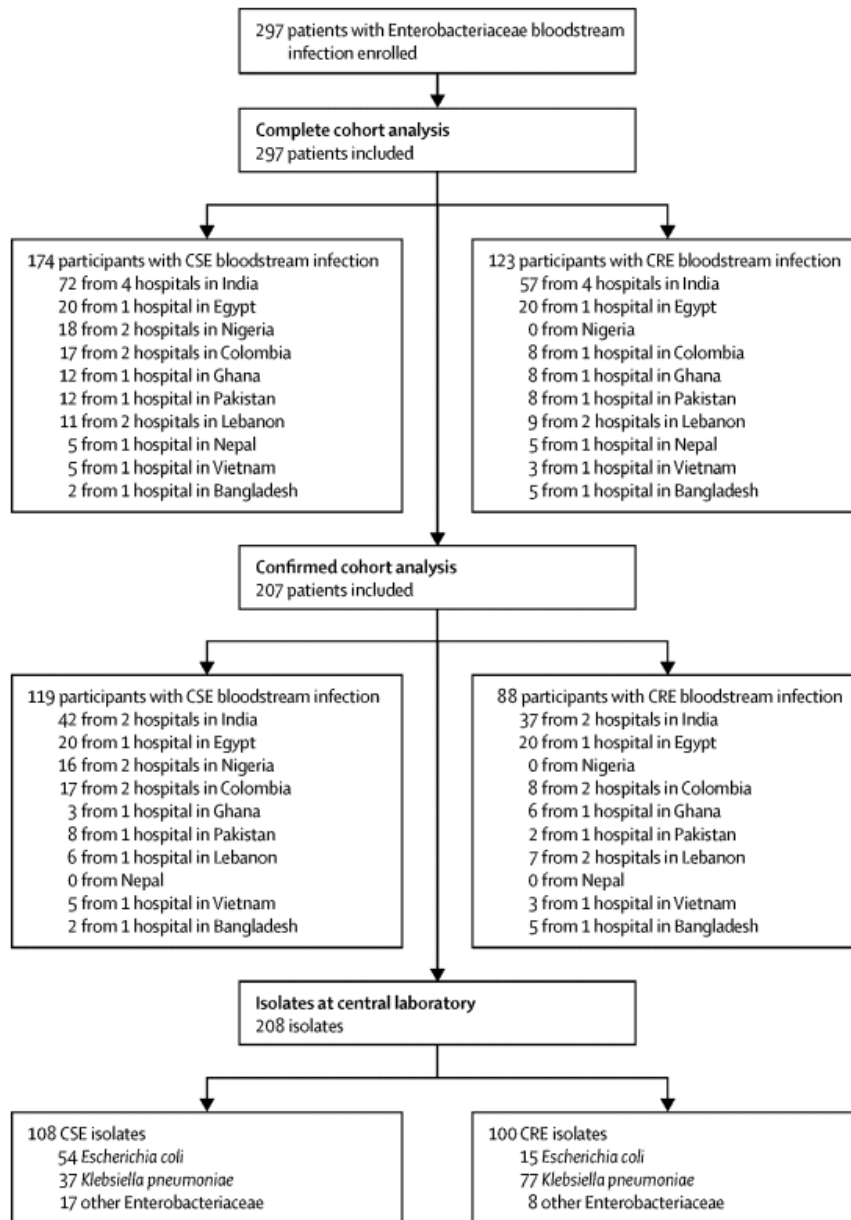 297 patients with Enterobacteriaceae bloodstream
infection enrolled
Complete cohort analysis
297 patients included
174 participants with CSE bloodstream infection
72 from 4 hospitals in India
20 from 1 hospital in Egypt
18 from 2 hospitals in Nigeria
17 from 2 hospitals in Colombia
12 from 1 hospital in Ghana
12 from 1 hospital in Pakistan
11 from 2 hospitals in Lebanon
5 from 1 hospital in Nepal
5 from 1 hospital in Vietnam
2 from 1 hospital in Bangladesh
123 participants with CRE bloodstream infection
57 from 4 hospitals in India
20 from 1 hospital in Egypt
0 from Nigeria
8 from 1 hospital in Colombia
8 from 1 hospital in Ghana
8 from 1 hospital in Pakistan
9 from 2 hospitals in Lebanon
5 from 1 hospital in Nepal
3 from 1 hospital in Vietnam
5 from 1 hospital in Bangladesh
Confirmed cohort analysis
207 patients included
119 participants with CSE bloodstream infection
42 from 2 hospitals in India
20 from 1 hospital in Egypt
16 from 2 hospitals in Nigeria
17 from 2 hospitals in Colombia
3 from 1 hospital in Ghana
8 from 1 hospital in Pakistan
6 from 1 hospital in Lebanon
0 from Nepal
5 from 1 hospital in Vietnam
2 from 1 hospital in Bangladesh
88 participants with CRE bloodstream infection
37 from 2 hospitals in India
20 from 1 hospital in Egypt
0 from Nigeria
8 from 2 hospitals in Colombia
6 from 1 hospital in Ghana
2 from 1 hospital in Pakistan
7 from 2 hospitals in Lebanon
0 from Nepal
3 from 1 hospital in Vietnam
5 from 1 hospital in Bangladesh
Isolates at central laboratory
208 isolates
108 CSE isolates
54 Escherichia coli
37 Klebsiella pneumoniae
17 other Enterobacteriaceae
100 CRE isolates
15 Escherichia coli
77 Klebsiella pneumoniae
8 other Enterobacteriaceae